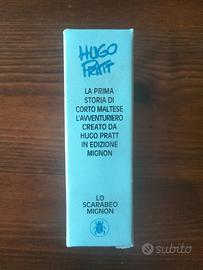 HUGO
PRATT
LA PRIMA
STORIA DI
CORTO MALTESE
L'AVVENTURIERO
CREATO DA
HUGO PRATT
IN EDIZIONE
MIGNON
LO
SCARABEO
MIGNON
subito